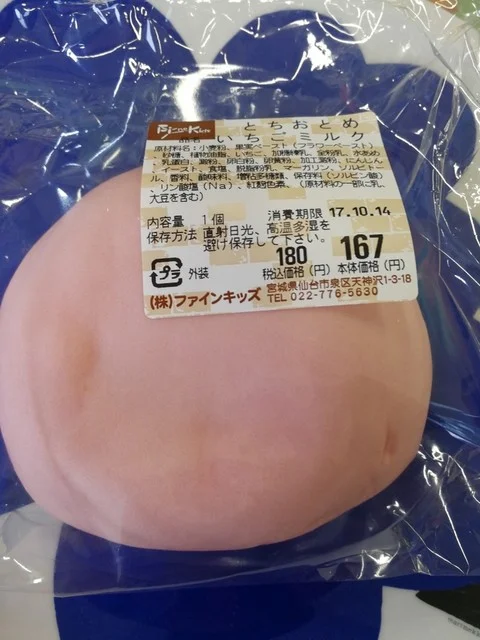 とちおとめ
いちごミルク
原材料名:小麦粉、果実ペースト(フラワーペースト)
、砂糖、植物油脂、いちご、加糖練乳、全粉乳、水あめ
、乳蛋白、澱粉、卵白粉、卵黄粉、加工澱粉、にんじん
、イースト、食塩、脱脂粉乳、マーガリン、ソルビトー
ル、香料、酸味料、増粘多糖類、保存料(ソルビン酸)
、リン酸塩(Na)、紅麹色素、(原材料の一部に乳、
大豆を含む)
内容量 1個 消費期限 17.10.14
保存方法 直射日光、高温多湿を
避け保存して下さい。
180 167
プラ 外装 税込価格(円) 本体価格(円)
(株)ファインキッズ 宮城県仙台市泉区天神沢1-3-18
TEL 022-776-5630